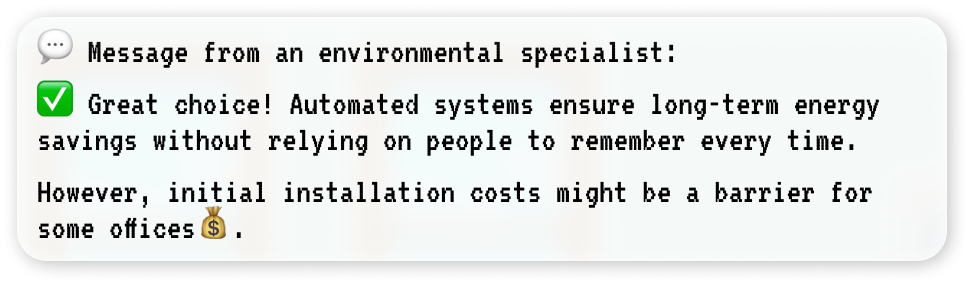 💬 Message from an environmental specialist:
✅ Great choice! Automated systems ensure long-term energy
savings without relying on people to remember every time.
However, initial installation costs might be a barrier for
some offices💰.